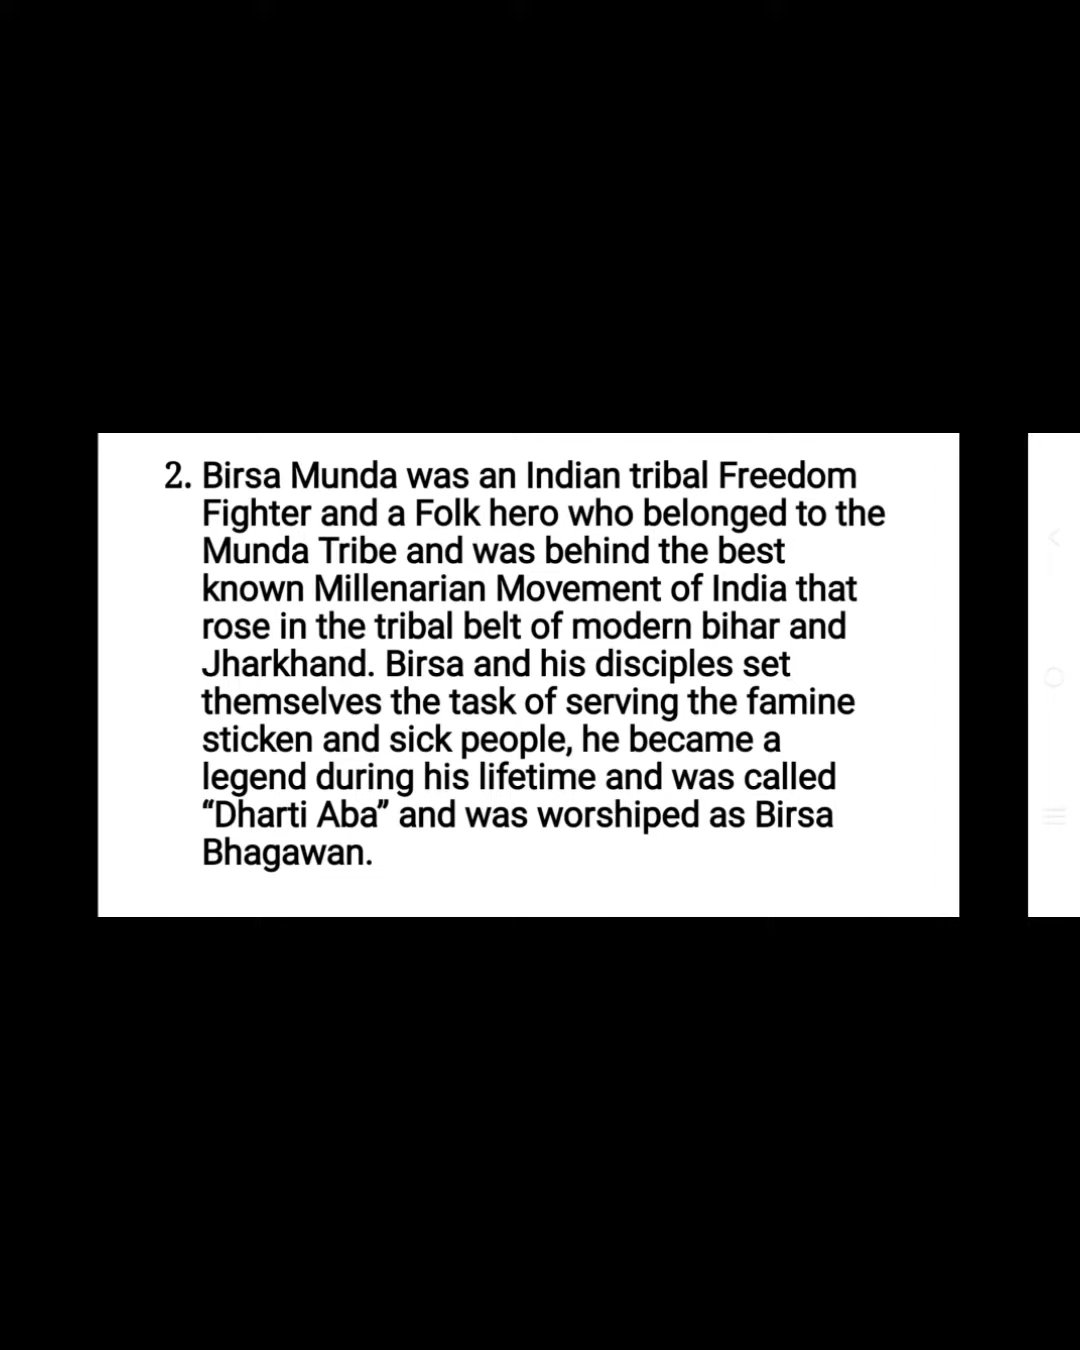 2. Birsa Munda was an Indian tribal Freedom
Fighter and a Folk hero who belonged to the
Munda Tribe and was behind the best
known Millenarian Movement of India that
rose in the tribal belt of modern bihar and
Jharkhand. Birsa and his disciples set
themselves the task of serving the famine
sticken and sick people, he became a
legend during his lifetime and was called
“Dharti Aba” and was worshiped as Birsa
Bhagawan.